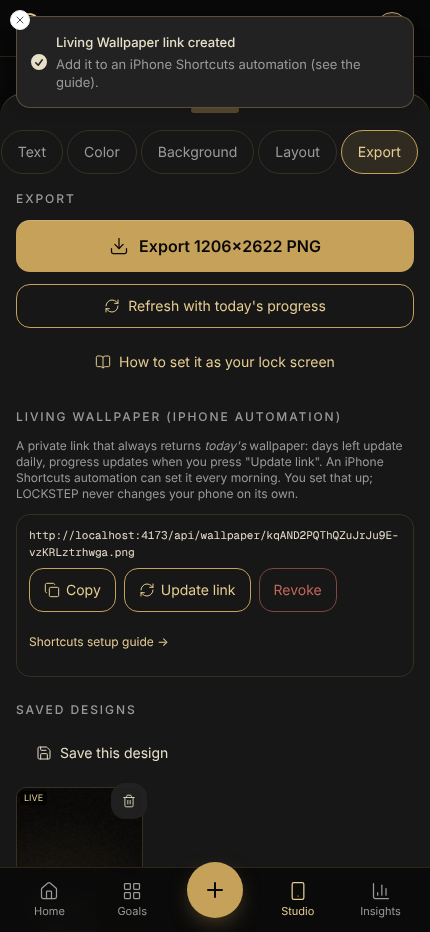 Living Wallpaper link created
Add it to an iPhone Shortcuts automation (see the
guide).
Text
Color
Background
Layout
Export
EXPORT
Export 1206×2622 PNG
Refresh with today's progress
How to set it as your lock screen
LIVING WALLPAPER (IPHONE AUTOMATION)
A private link that always returns today's wallpaper: days left update
daily, progress updates when you press "Update link". An iPhone
Shortcuts automation can set it every morning. You set that up;
LOCKSTEP never changes your phone on its own.
http://localhost:4173/api/wallpaper/kqAND2PQThQZuJrJu9E-
vzKRLztrhwga.png
Copy
Update link
Revoke
Shortcuts setup guide →
SAVED DESIGNS
Save this design
LIVE
Home
Goals
Studio
Insights